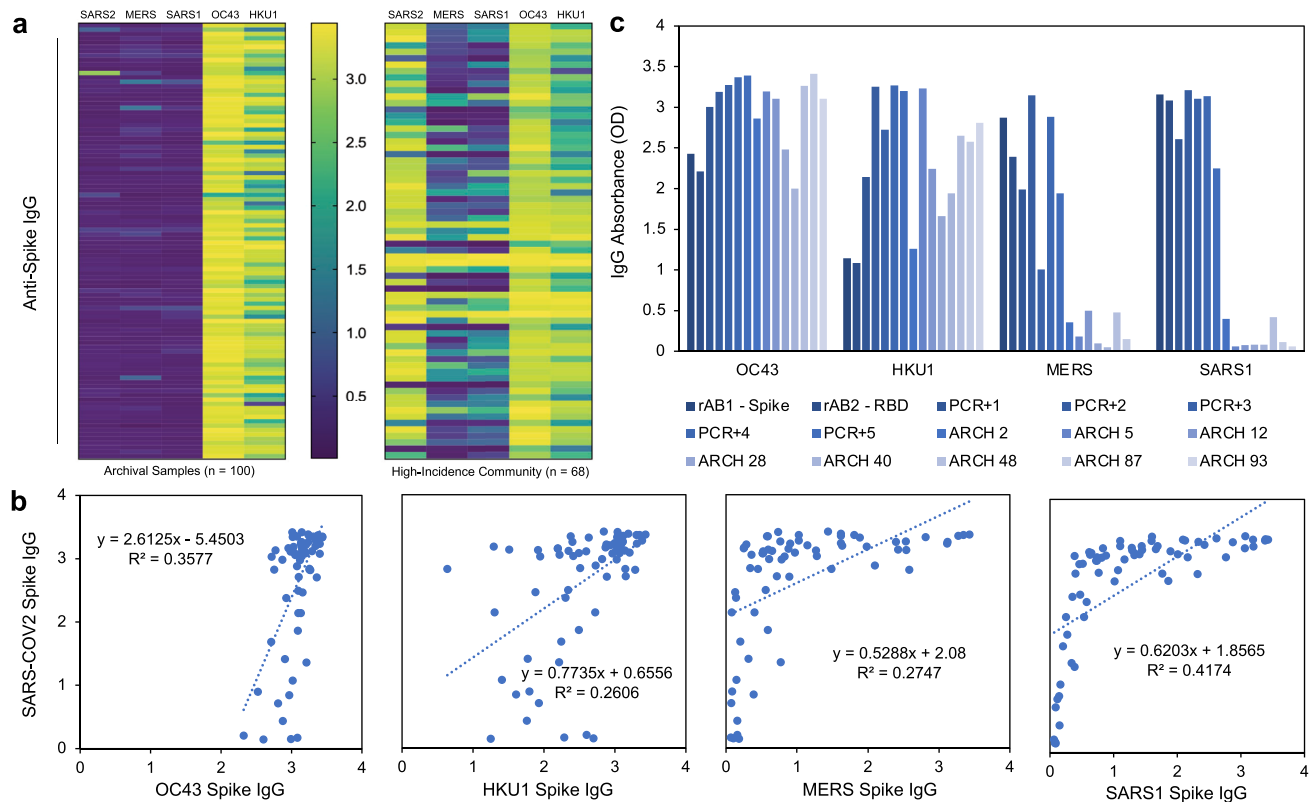 a
SARS2 MERS SARS1 OC43 HKU1
SARS2 MERS SARS1 OC43 HKU1
Anti-Spike IgG
3.0
2.5
2.0
1.5
1.0
0.5
Archival Samples (n = 100)
High-Incidence Community (n = 68)
c
IgG Absorbance (OD)
4
3.5
3
2.5
2
1.5
1
0.5
0
OC43 HKU1 MERS SARS1
rAB1 - Spike rAB2 - RBD PCR+1 PCR+2 PCR+3
PCR+4 PCR+5 ARCH 2 ARCH 5 ARCH 12
ARCH 28 ARCH 40 ARCH 48 ARCH 87 ARCH 93
b
SARS-COV2 Spike IgG
4
3
2
1
0
y = 2.6125x - 5.4503
R² = 0.3577
0 1 2 3 4
OC43 Spike IgG
y = 0.7735x + 0.6556
R² = 0.2606
0 1 2 3 4
HKU1 Spike IgG
y = 0.5288x + 2.08
R² = 0.2747
0 1 2 3 4
MERS Spike IgG
y = 0.6203x + 1.8565
R² = 0.4174
0 1 2 3 4
SARS1 Spike IgG